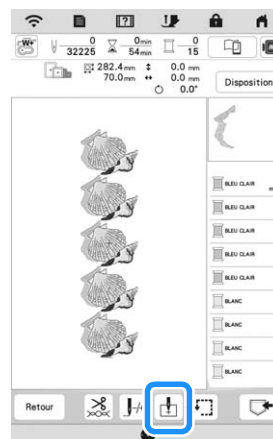 W+
0
32225
0min
54min
0
15
282.4mm
0.0 mm
70.0mm
0.0 mm
0.0°
Disposition
BLEU CLAIR
BLEU CLAIR
BLEU CLAIR
BLEU CLAIR
BLEU CLAIR
BLANC
BLANC
BLANC
BLANC
Retour